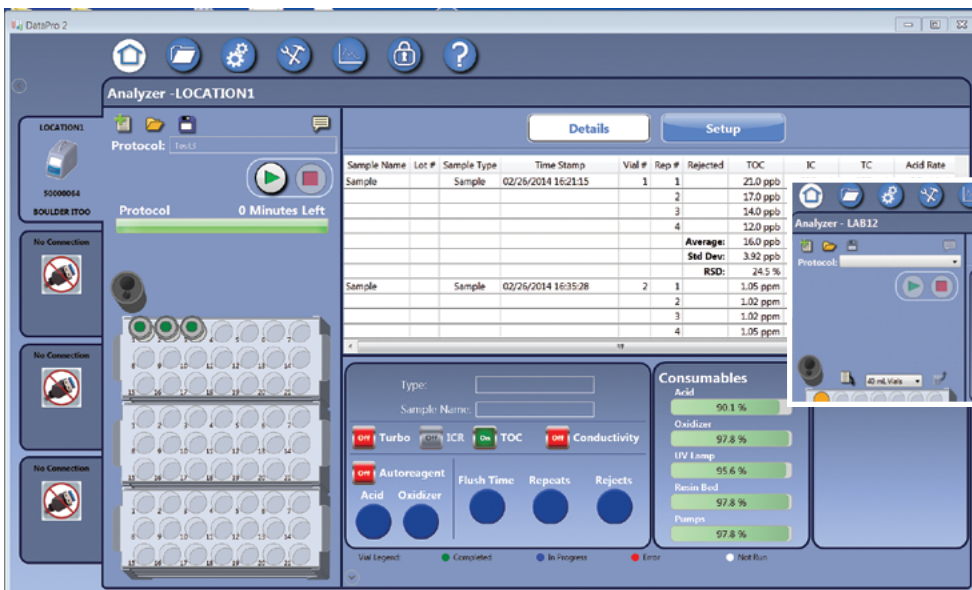 DataPro 2
Analyzer -LOCATION1
LOCATION1
50000064
BOULDER ITOO
No Connection
No Connection
No Connection
Protocol: Test3
Protocol 0 Minutes Left
Details Setup
Sample Name Lot # Sample Type Time Stamp Vial # Rep # Rejected TOC IC TC Acid Rate
Sample Sample 02/26/2014 16:21:15 1 1 21.0 ppb
2 17.0 ppb
3 14.0 ppb
4 12.0 ppb
Average: 16.0 ppb
Std Dev: 3.92 ppb
RSD: 24.5 %
Sample Sample 02/26/2014 16:35:28 2 1 1.05 ppm
2 1.02 ppm
3 1.02 ppm
4 1.05 ppm
Analyzer - LAB12
Protocol:
40 mL Vials
Type:
Sample Name:
Off Turbo Off ICR On TOC Off Conductivity
Off Autoreagent
Acid Oxidizer
Flush Time Repeats Rejects
Consumables
Acid
90.1 %
Oxidizer
97.8 %
UV Lamp
95.6 %
Resin Bed
97.8 %
Pumps
97.8 %
Vial Legend: Completed In Progress Error Not Run